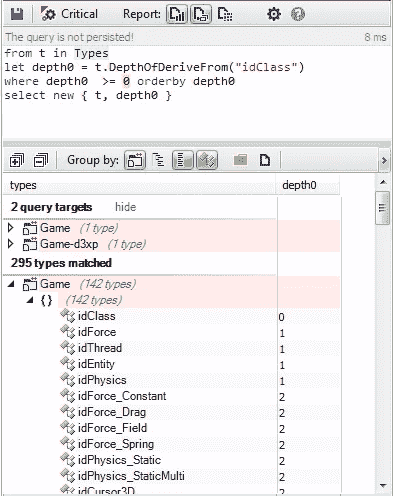 Critical Report:
The query is not persisted! 8 ms
from t in Types
let depth0 = t.DepthOfDeriveFrom("idClass")
where depth0 >= 0 orderby depth0
select new { t, depth0 }
Group by:
types depth0
2 query targets hide
Game (1 type)
Game-d3xp (1 type)
295 types matched
Game (142 types)
{} (142 types)
idClass 0
idForce 1
idThread 1
idEntity 1
idPhysics 1
idForce_Constant 2
idForce_Drag 2
idForce_Field 2
idForce_Spring 2
idPhysics_Static 2
idPhysics_StaticMulti 2
idCursor3D 2